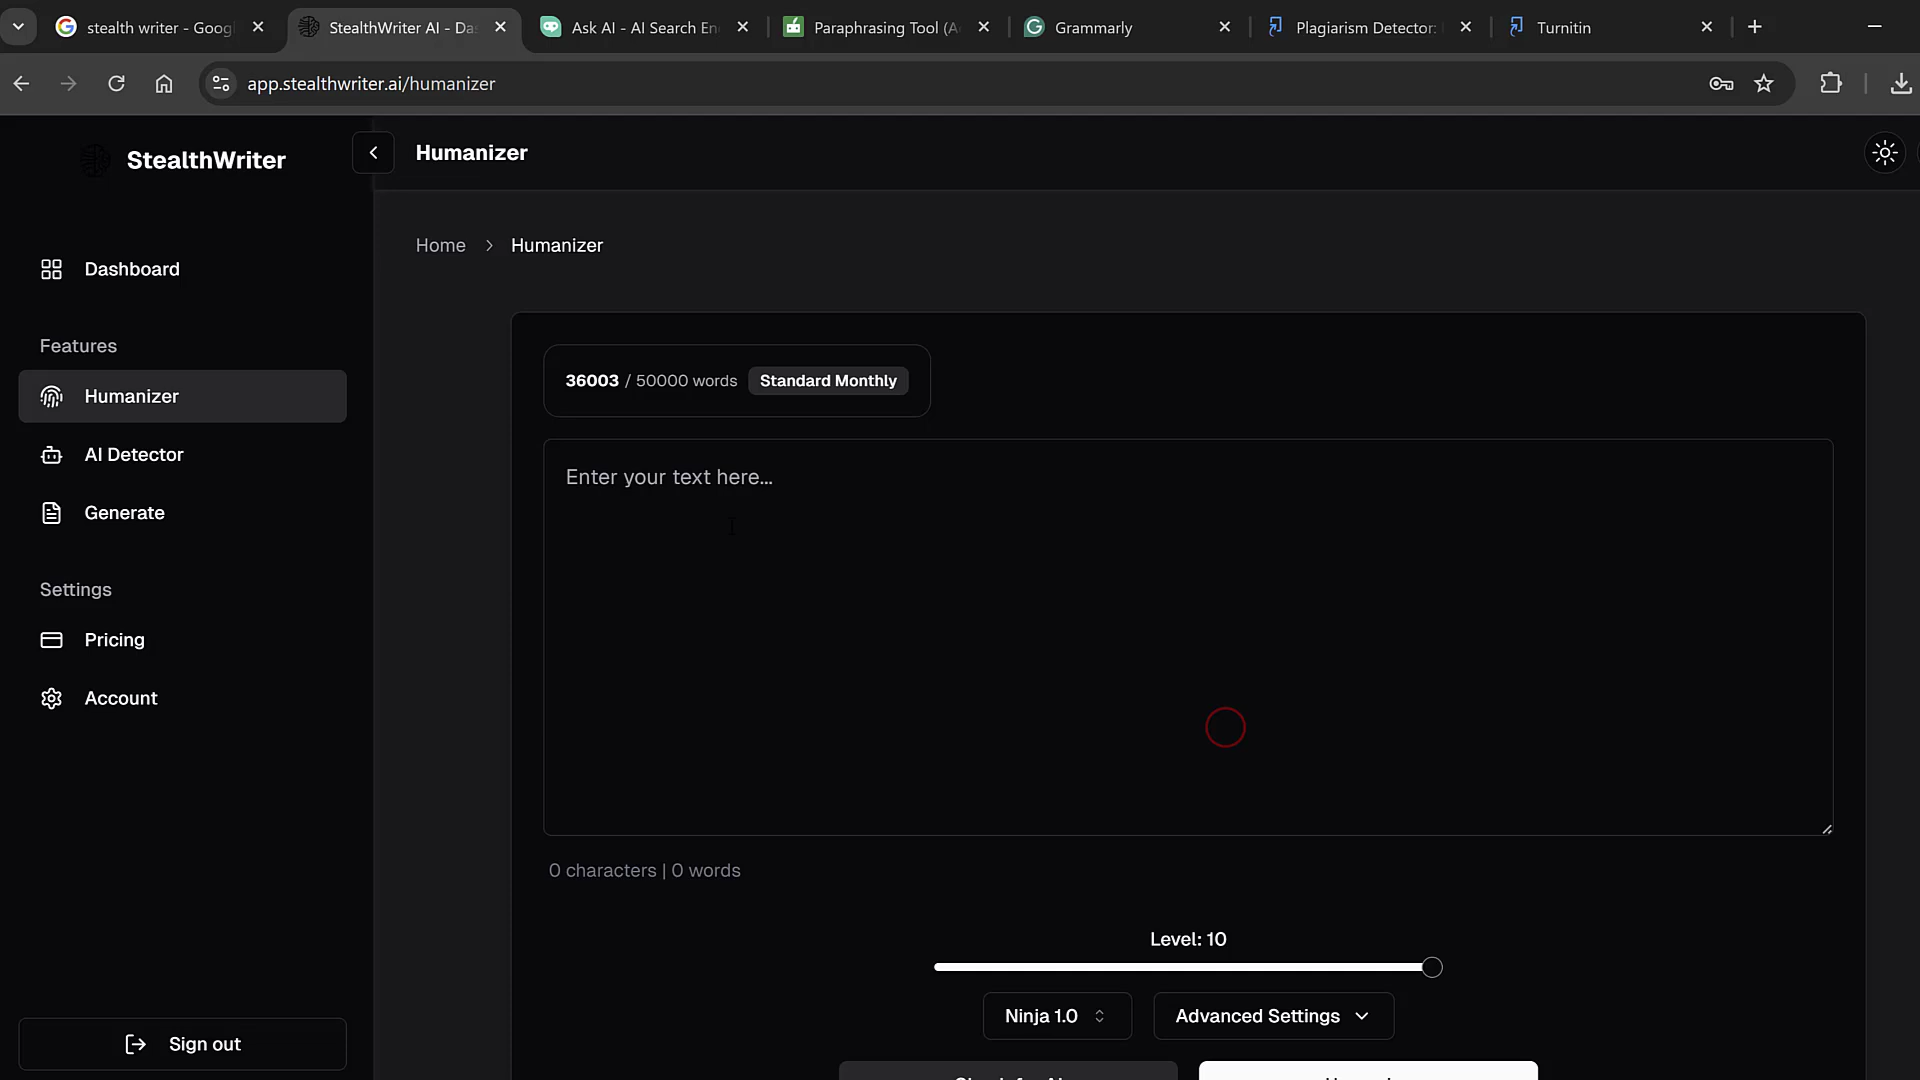 stealth writer - Goog
StealthWriter AI - Da
Ask AI - AI Search En
Paraphrasing Tool (A
Grammarly
Plagiarism Detector:
Turnitin
app.stealthwriter.ai/humanizer
StealthWriter
Humanizer
Home > Humanizer
Dashboard
Features
Humanizer
AI Detector
Generate
Settings
Pricing
Account
Sign out
36003 / 50000 words Standard Monthly
Enter your text here...
0 characters | 0 words
Level: 10
Ninja 1.0
Advanced Settings